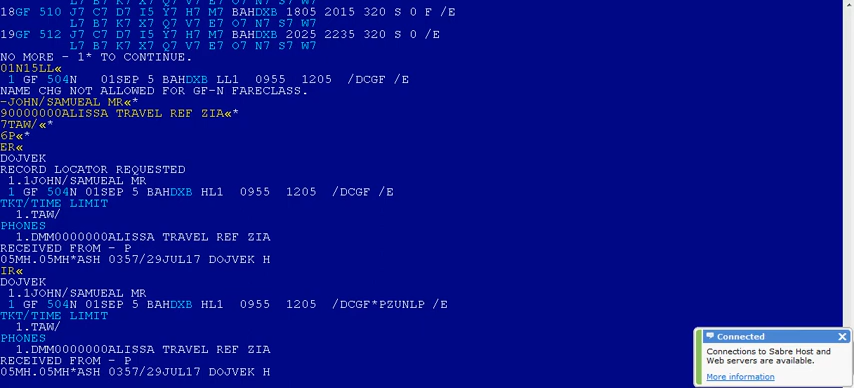 18GF 510 J7 C7 D7 I5 Y7 H7 M7 BAHDXB 1805 2015 320 S 0 F /E
L7 B7 K7 X7 Q7 V7 E7 O7 N7 S7 W7
19GF 512 J7 C7 D7 I5 Y7 H7 M7 BAHDXB 2025 2235 320 S 0 /E
L7 B7 K7 X7 Q7 V7 E7 O7 N7 S7 W7
NO MORE - 1* TO CONTINUE.
01N15LL«
1 GF 504N 01SEP 5 BAHDXB LL1 0955 1205 /DCGF /E
NAME CHG NOT ALLOWED FOR GF-N FARECLASS.
-JOHN/SAMUEAL MR«*
90000000ALISSA TRAVEL REF ZIA«*
7TAW/«*
6P«*
ER«
DOJVEK
RECORD LOCATOR REQUESTED
1.1JOHN/SAMUEAL MR
1 GF 504N 01SEP 5 BAHDXB HL1 0955 1205 /DCGF /E
TKT/TIME LIMIT
1.TAW/
PHONES
1.DMM0000000ALISSA TRAVEL REF ZIA
RECEIVED FROM - P
05MH.05MH*ASH 0357/29JUL17 DOJVEK H
IR«
DOJVEK
1.1JOHN/SAMUEAL MR
1 GF 504N 01SEP 5 BAHDXB HL1 0955 1205 /DCGF*PZUNLP /E
TKT/TIME LIMIT
1.TAW/
PHONES
1.DMM0000000ALISSA TRAVEL REF ZIA
RECEIVED FROM - P
05MH.05MH*ASH 0357/29JUL17 DOJVEK H
Connected
Connections to Sabre Host and
Web servers are available.
More information